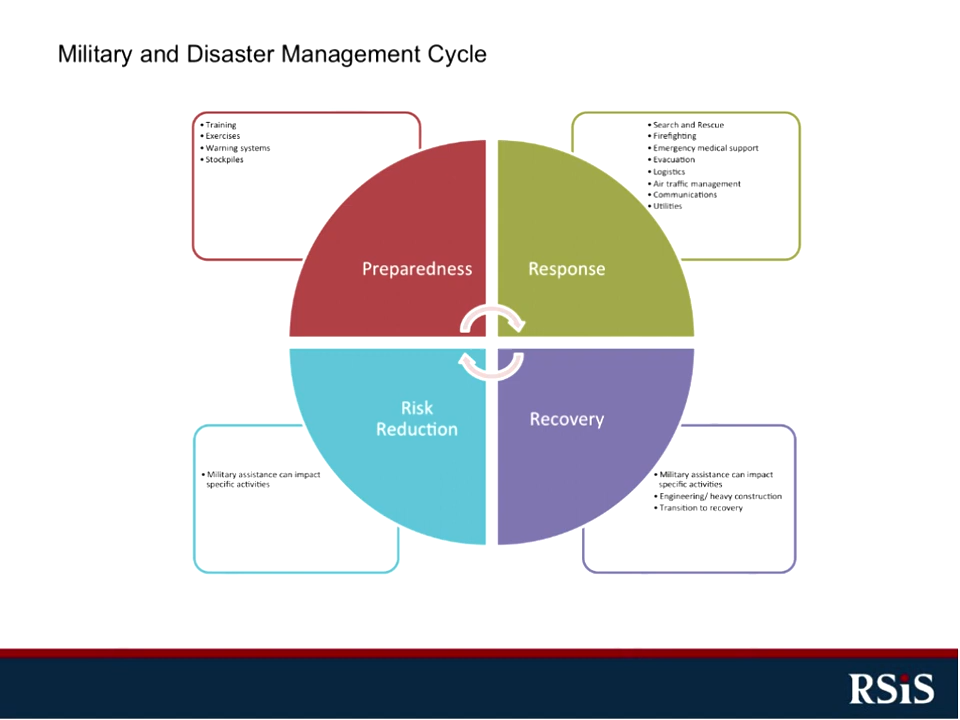 Military and Disaster Management Cycle
• Training
• Exercises
• Warning systems
• Stockpiles
• Search and Rescue
• Firefighting
• Emergency medical support
• Evacuation
• Logistics
• Air traffic management
• Communications
• Utilities
Preparedness
Response
Risk
Reduction
Recovery
• Military assistance can impact
specific activities
• Military assistance can impact
specific activities
• Engineering/ heavy construction
• Transition to recovery
RSiS